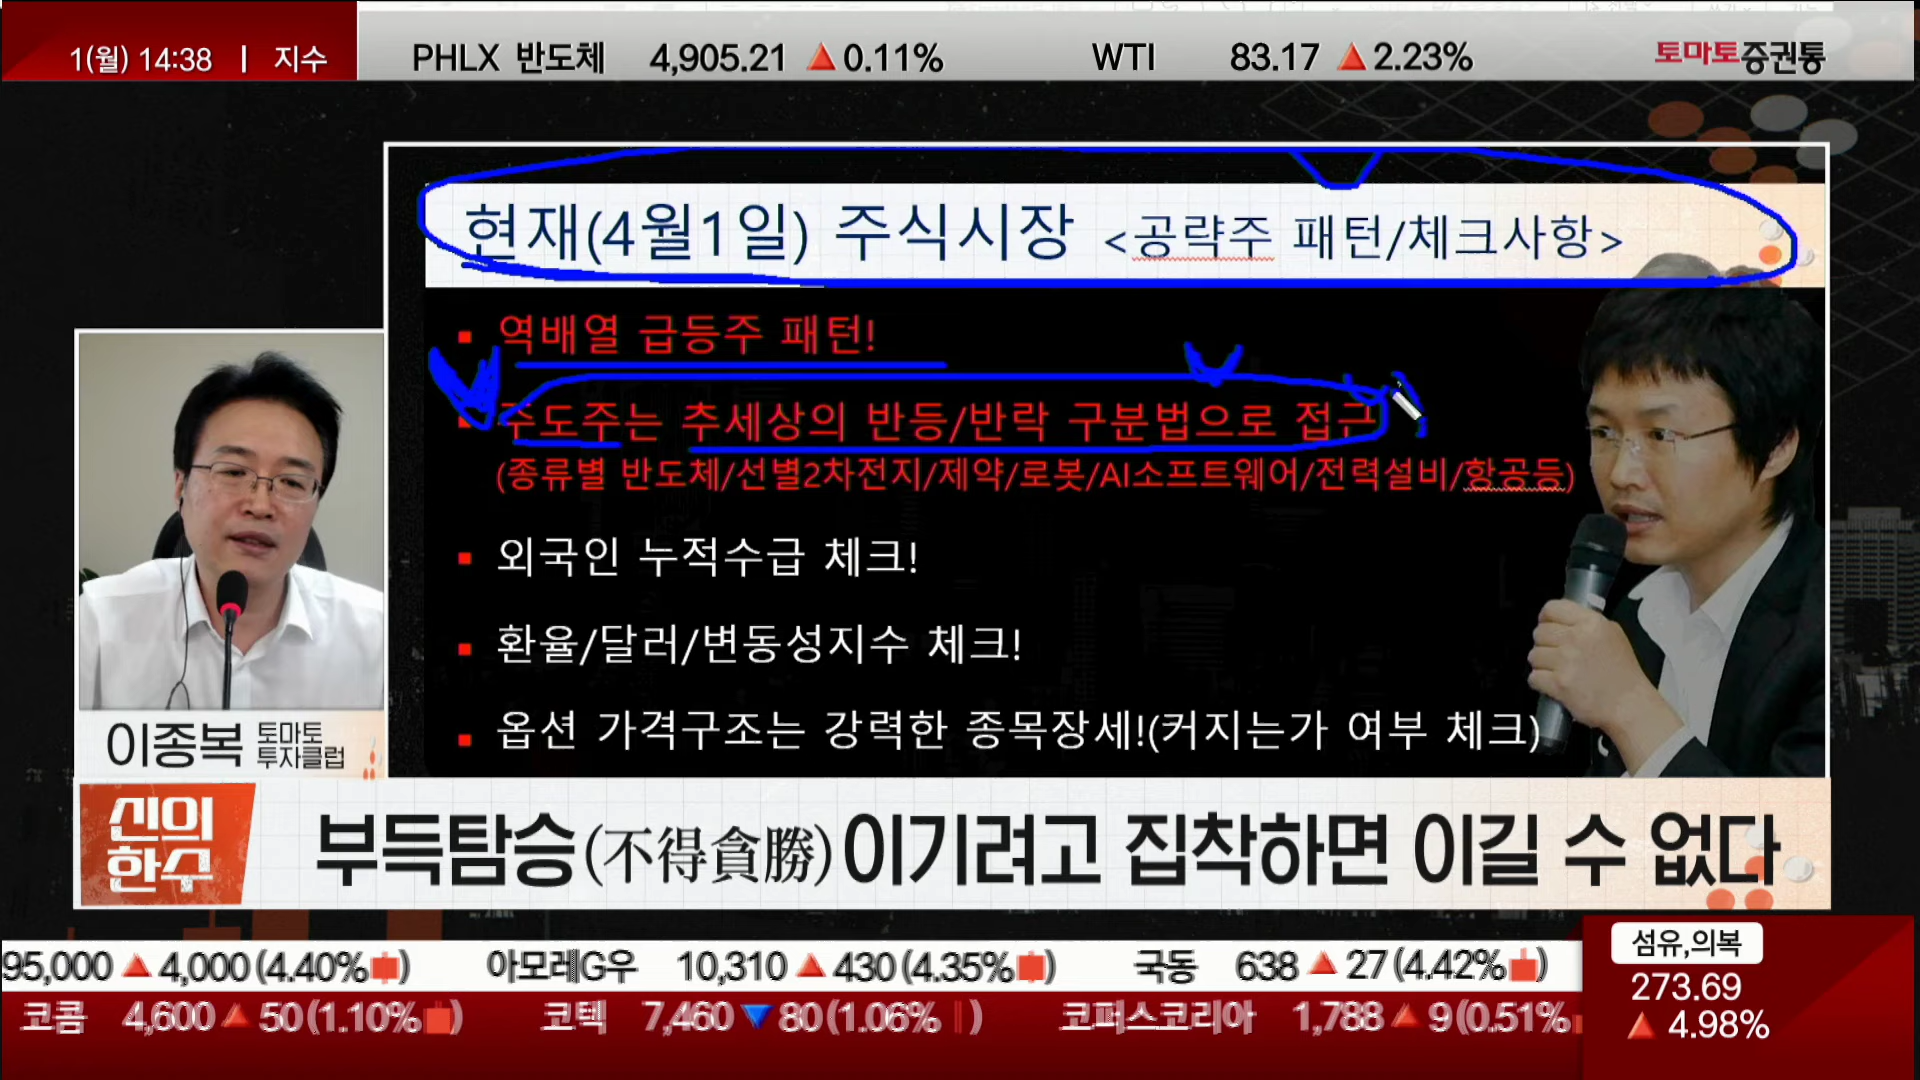 1(월) 14:38 | 지수
PHLX 반도체 4,905.21 ▲0.11% WTI 83.17 ▲2.23%
토마토증권통
현재(4월1일) 주식시장 <공략주 패턴/체크사항>
▪ 역배열 급등주 패턴!
▪ 주도주는 추세상의 반등/반락 구분법으로 접근
(종류별 반도체/선별2차전지/제약/로봇/AI소프트웨어/전력설비/항공등)
▪ 외국인 누적수급 체크!
▪ 환율/달러/변동성지수 체크!
▪ 옵션 가격구조는 강력한 종목장세!(커지는가 여부 체크)
이종복 토마토
투자클럽
신의
한수
부득탐승(不得貪勝) 이기려고 집착하면 이길 수 없다
95,000 ▲4,000(4.40%) 아모레G우 10,310 ▲430(4.35%) 국동 638 ▲27(4.42%)
코콤 4,600▲50(1.10%) 코텍 7,460▼80(1.06%) 코퍼스코리아 1,788▲9(0.51%
섬유,의복
273.69
▲ 4.98%